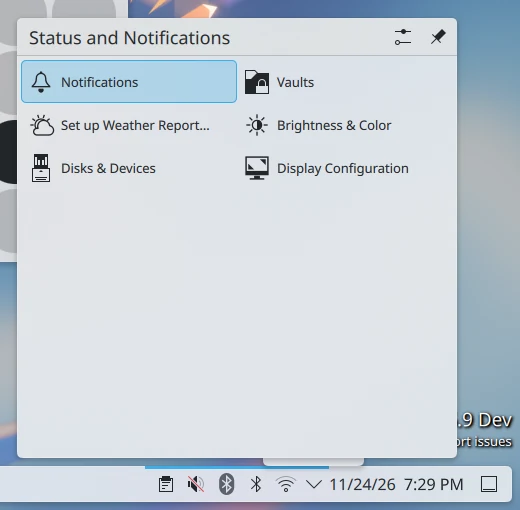 Status and Notifications
Notifications
Vaults
Set up Weather Report...
Brightness & Color
Disks & Devices
Display Configuration
.9 Dev
ort issues
11/24/26 7:29 PM